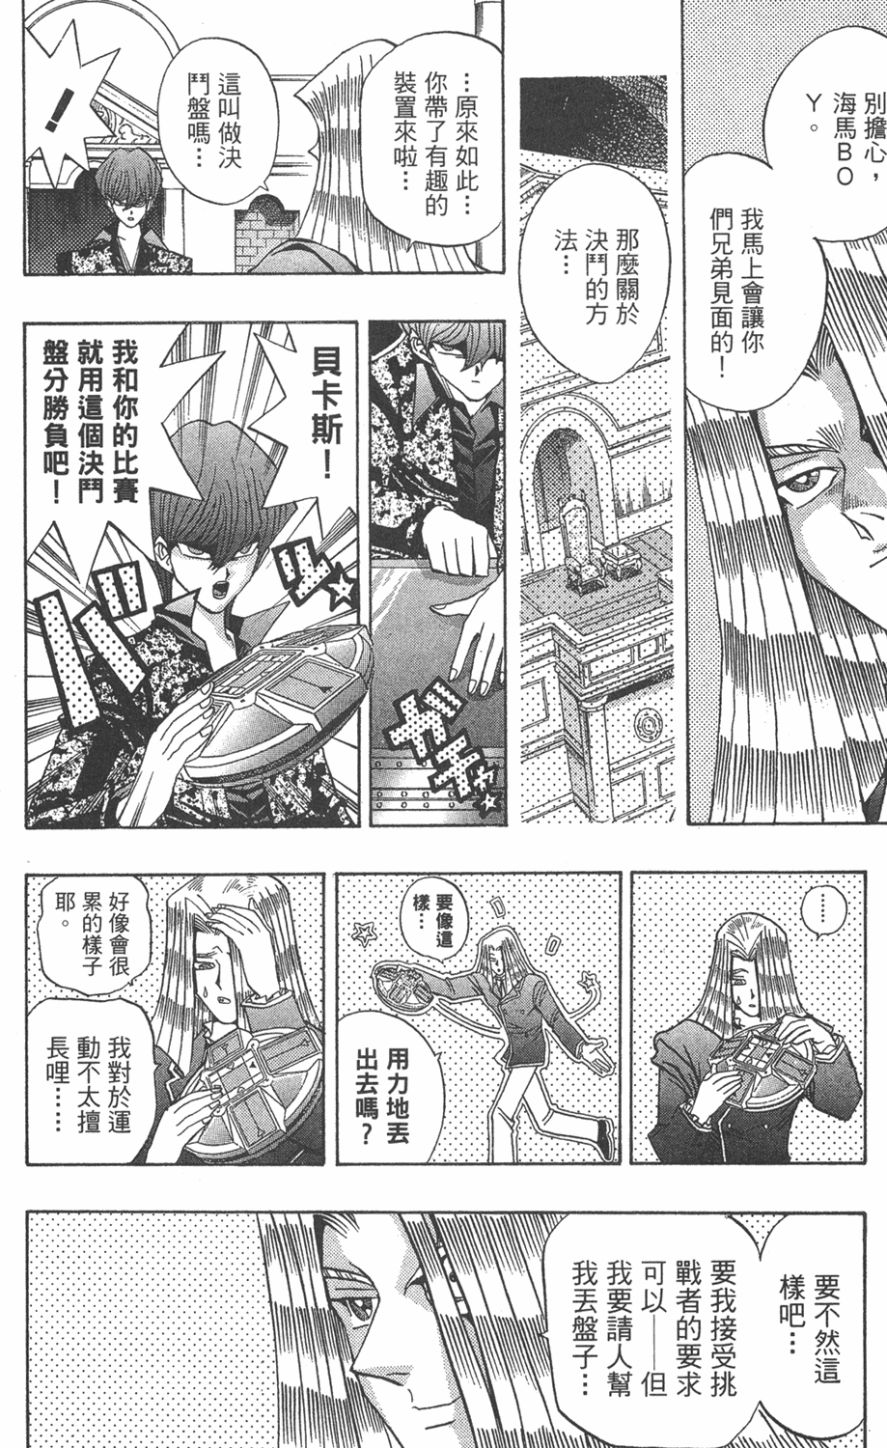 別擔心，
海馬BO
Y。
我馬上會讓你
們兄弟見面的！
那麼關於
決鬥的方
法…
…原來如此…
你帶了有趣的
裝置來啦…
這叫做決
鬥盤嗎…
！
ガチャ
貝卡斯！
我和你的比賽
就用這個決鬥
盤分勝負吧！
バッ
……
要像這
樣…
用力地丟
出去嗎？
好像會很
累的樣子
耶。
我對於運
動不太擅
長哩……
要不然這
樣吧…
要我接受挑
戰者的要求
可以──但
我要請人幫
我丟盤子…